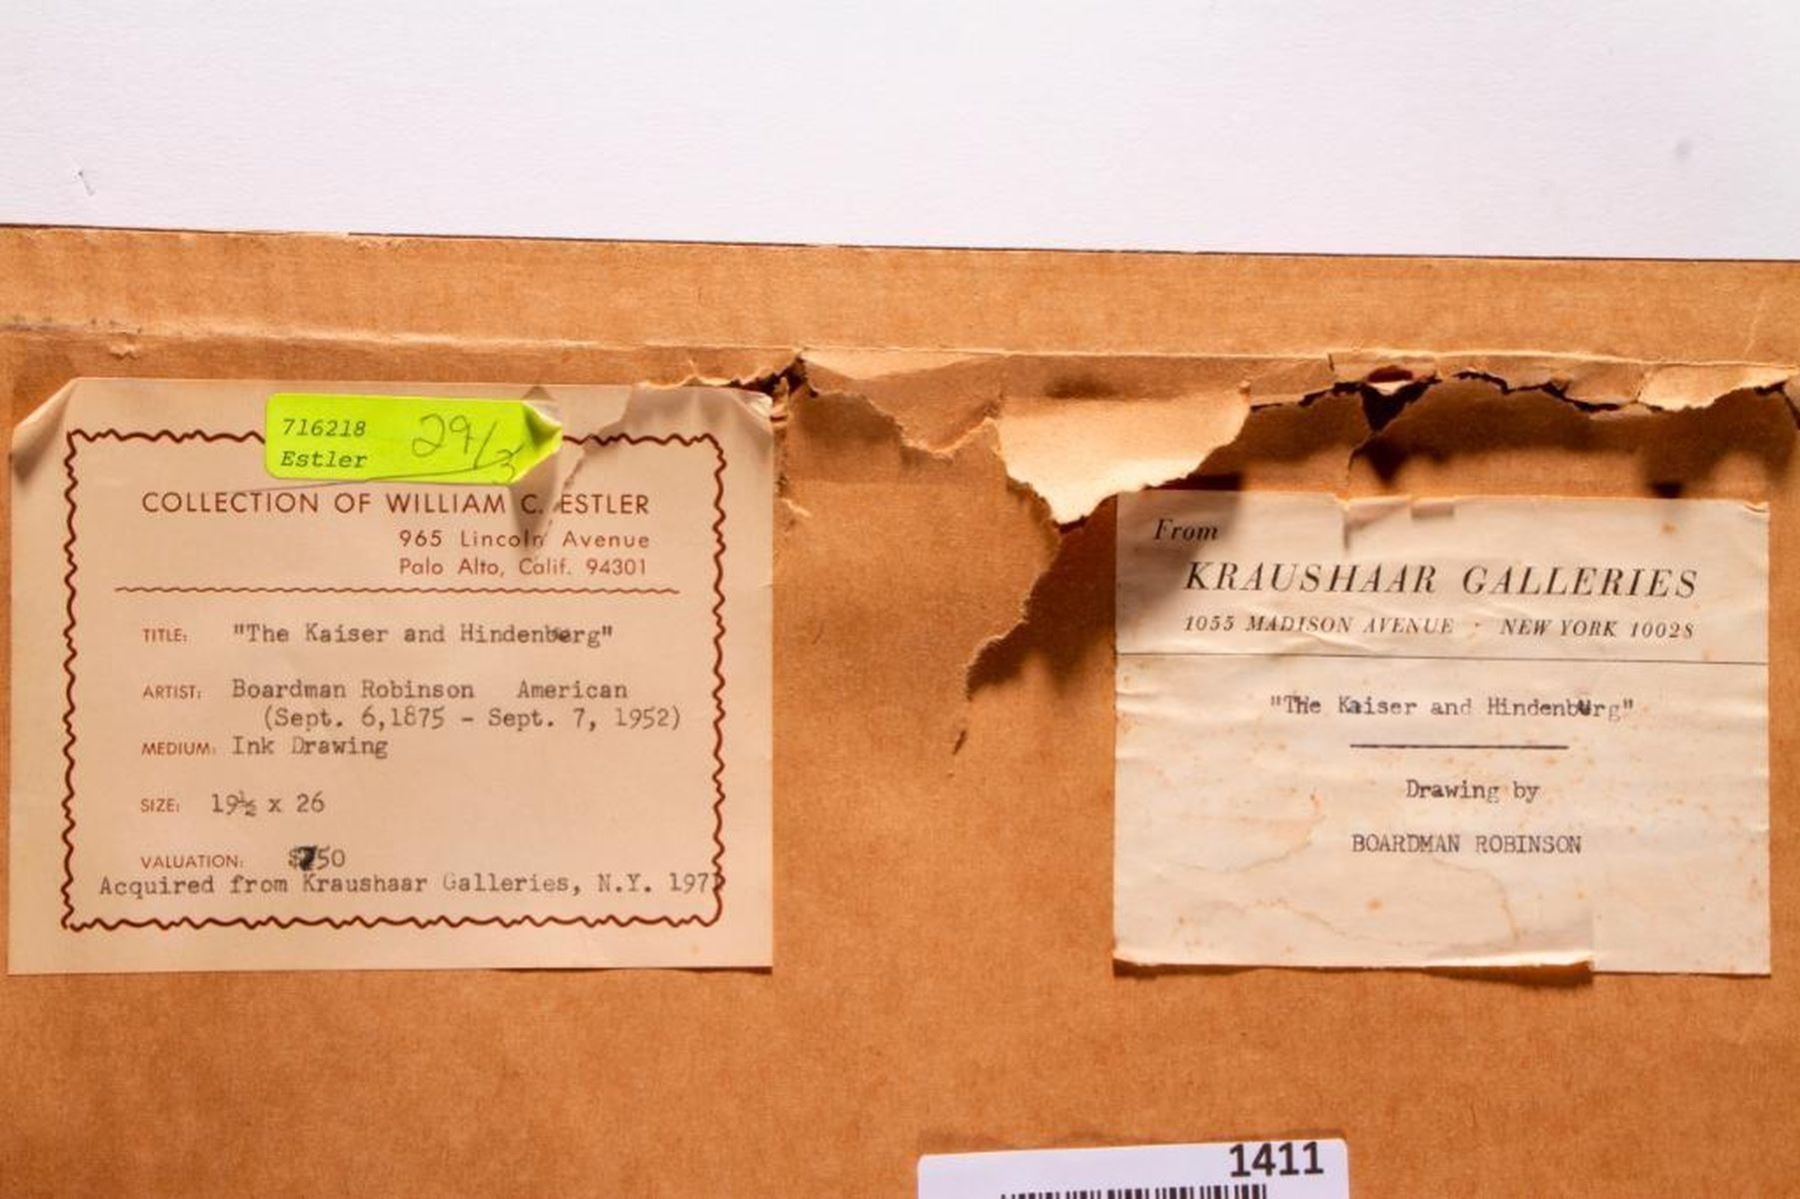 716218 29/3
Estler
COLLECTION OF WILLIAM C. ESTLER
965 Lincoln Avenue
Palo Alto, Calif. 94301
TITLE: "The Kaiser and Hindenberg"
ARTIST: Boardman Robinson American
(Sept. 6,1875 - Sept. 7, 1952)
MEDIUM: Ink Drawing
SIZE: 19½ x 26
VALUATION: $750
Acquired from Kraushaar Galleries, N.Y.
From
KRAUSHAAR GALLERIES
1055 MADISON AVENUE · NEW YORK 10028
"The Kaiser and Hindenburg"
Drawing by
BOARDMAN ROBINSON
1411